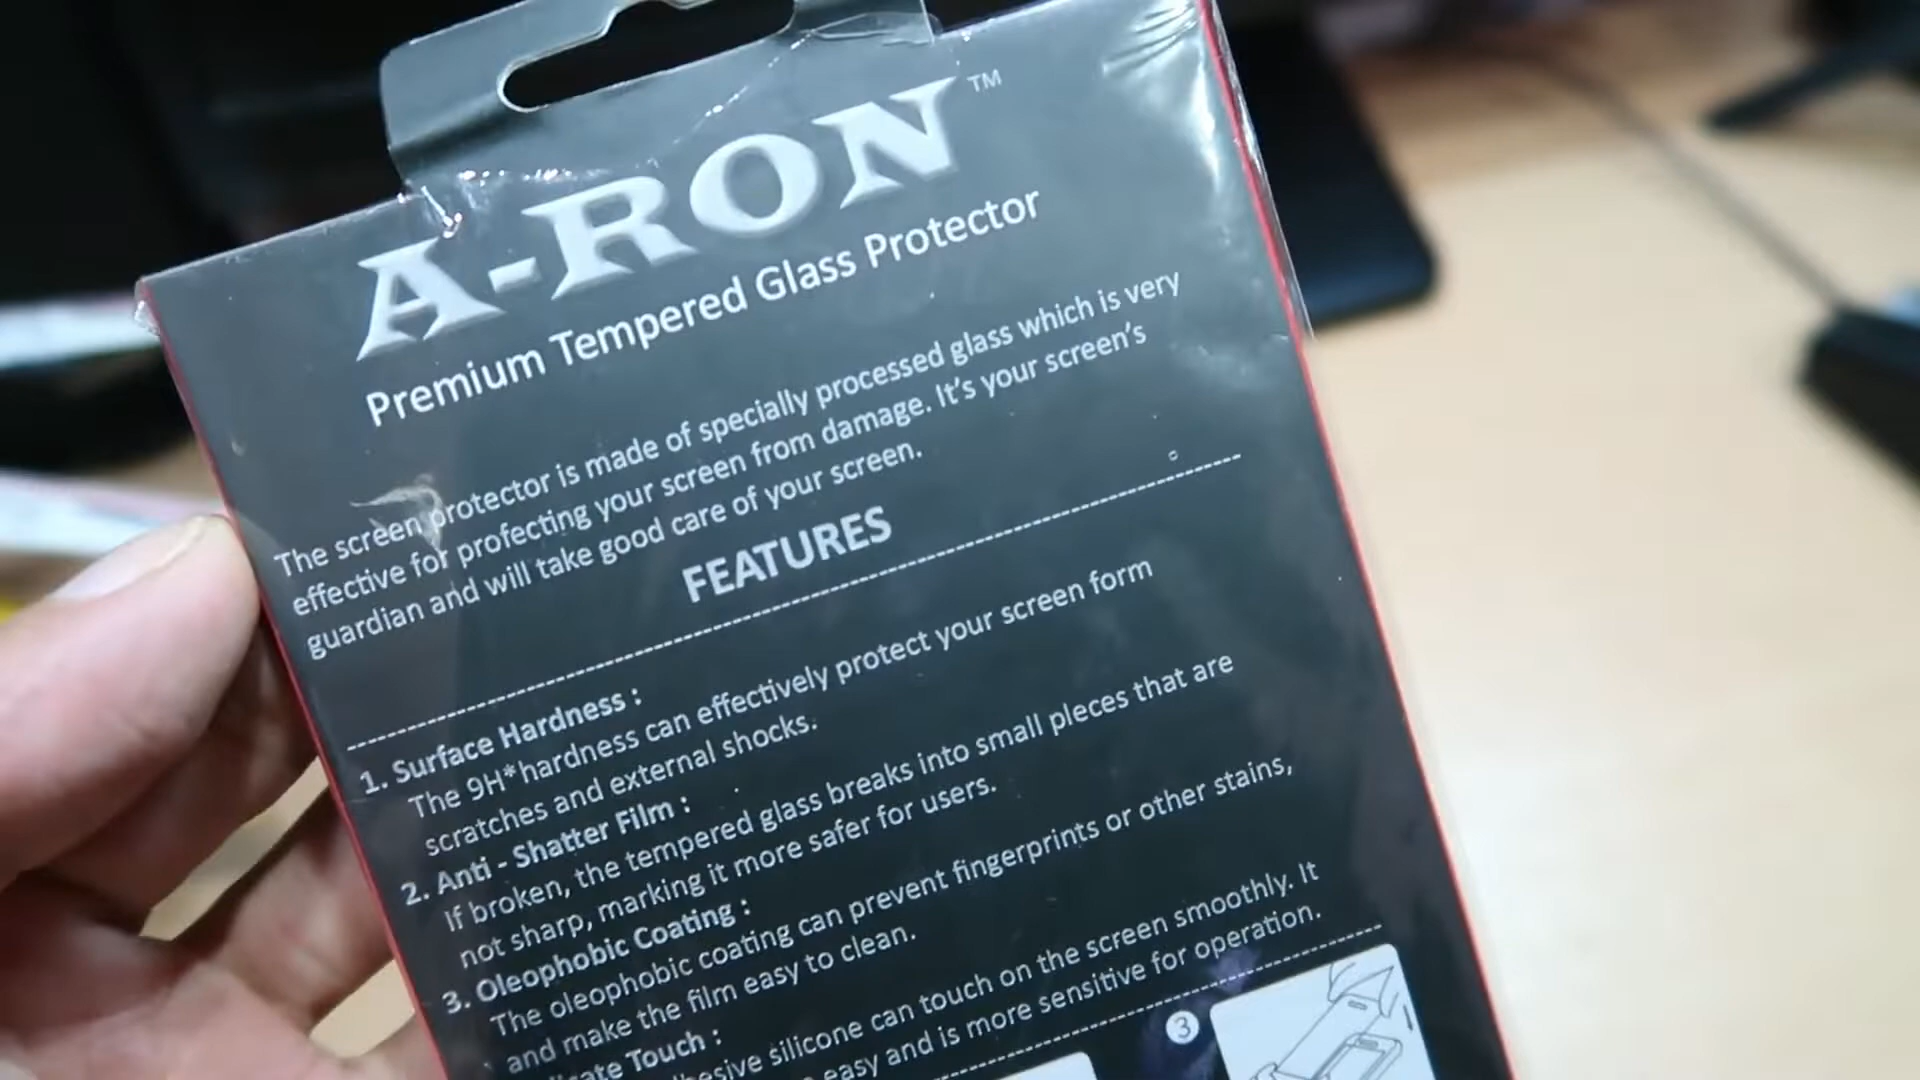 A-RON™
Premium Tempered Glass Protector
The screen protector is made of specially processed glass which is very
effective for profecting your screen from damage. It's your screen's
guardian and will take good care of your screen.
FEATURES
1. Surface Hardness :
The 9H*hardness can effectively protect your screen form
scratches and external shocks.
2. Anti - Shatter Film :
If broken, the tempered glass breaks into small pleces that are
not sharp, marking it more safer for users.
3. Oleophobic Coating :
The oleophobic coating can prevent fingerprints or other stains,
and make the film easy to clean.
Touch :
silicone can touch on the screen smoothly. It
easy and is more sensitive for operation.
3